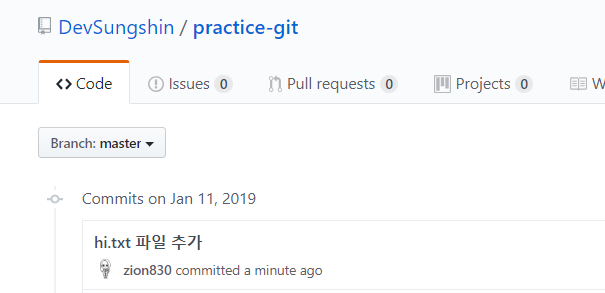 DevSungshin / practice-git
Code Issues 0 Pull requests 0 Projects 0 W
Branch: master
Commits on Jan 11, 2019
hi.txt 파일 추가
zion830 committed a minute ago